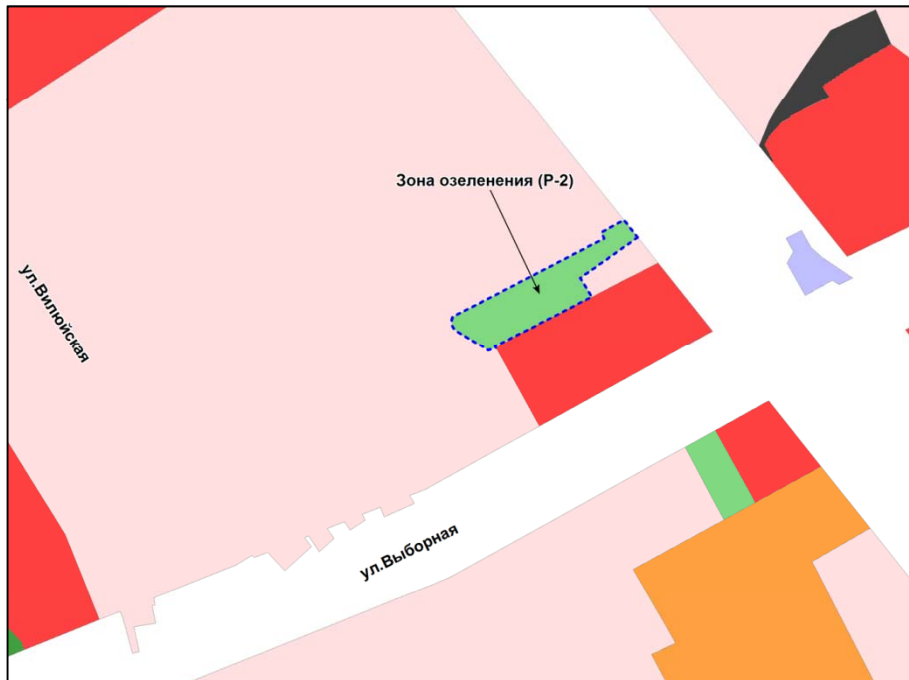 Зона озеленения (Р-2)
ул.Вилюйская
ул.Выборная